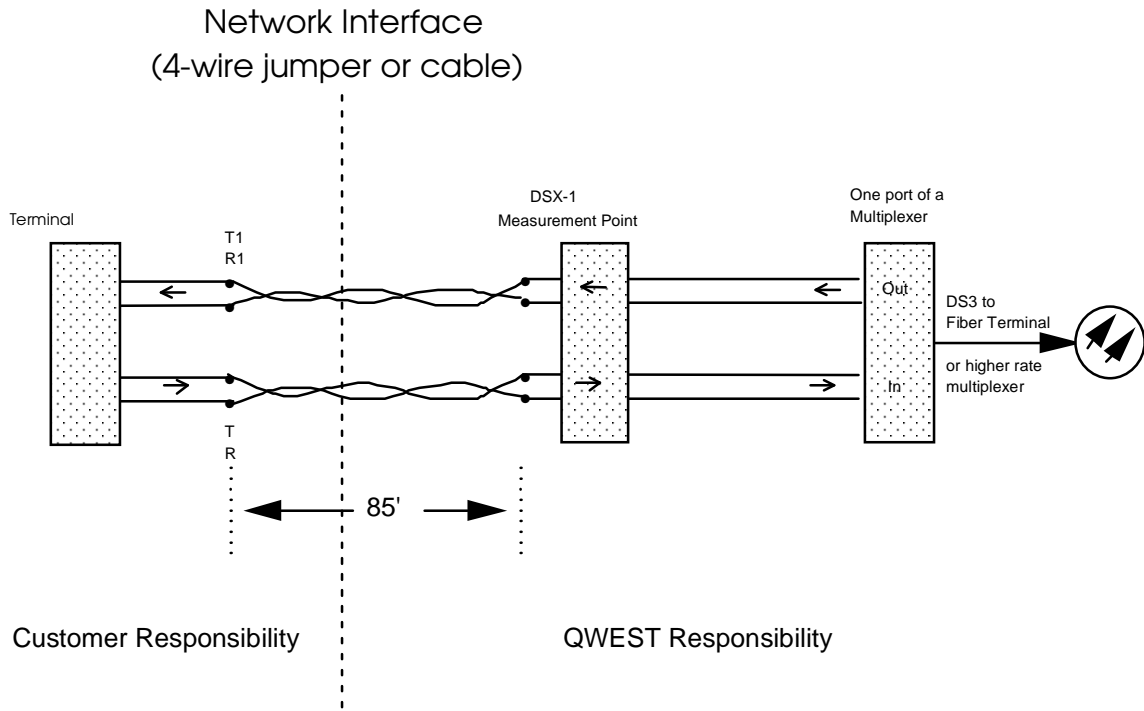 Network Interface
(4-wire jumper or cable)
DSX-1
Measurement Point
One port of a
Multiplexer
Terminal
T1
R1
Out
DS3 to
Fiber Terminal
or higher rate
multiplexer
In
T
R
85'
Customer Responsibility
QWEST Responsibility